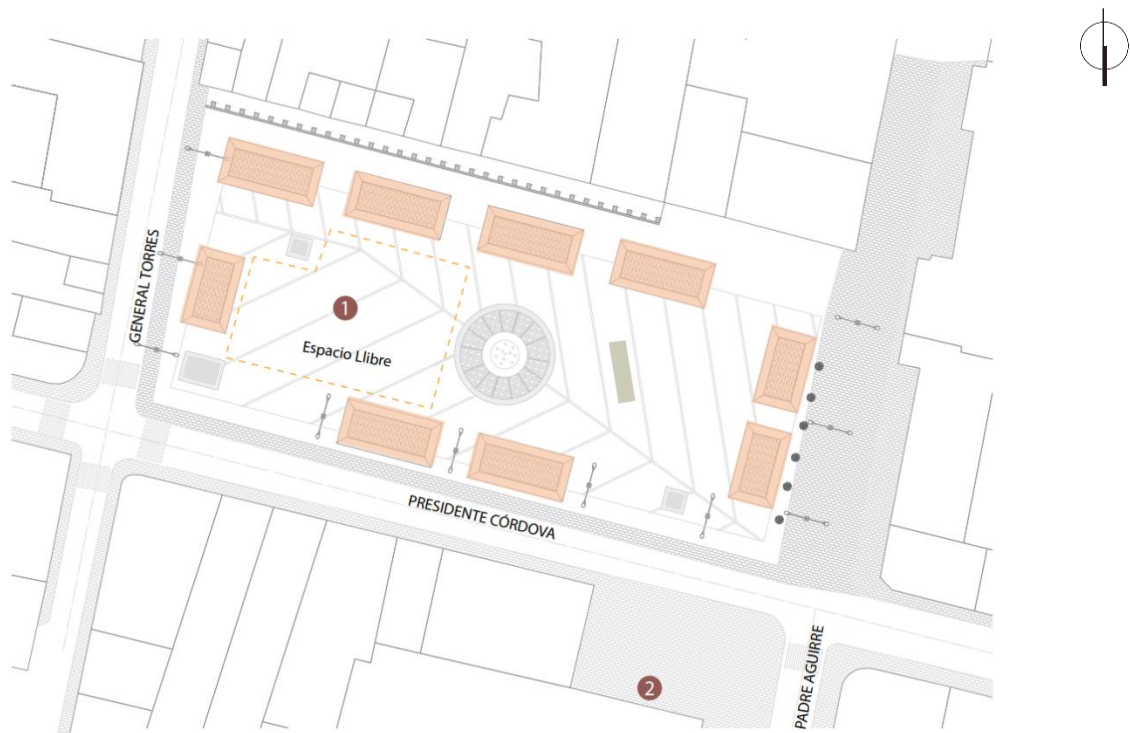 GENERAL TORRES
1
Espacio Llibre
PRESIDENTE CÓRDOVA
2
PADRE AGUIRRE